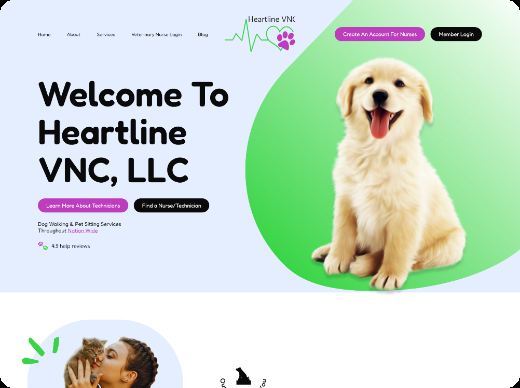 Heartline VNC
Home
About
Services
Veterinary Nurse Login
Blog
Create An Account For Nurses
Member Login
Welcome To
Heartline
VNC, LLC
Learn More About Technicians
Find a Nurse/Technician
Dog Walking & Pet Sitting Services
Throughout Nation Wide
4.9 help reviews